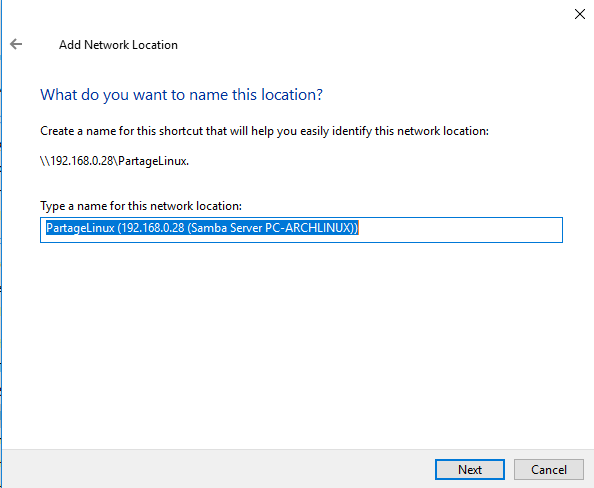 Add Network Location
What do you want to name this location?
Create a name for this shortcut that will help you easily identify this network location:
\\192.168.0.28\PartageLinux.
Type a name for this network location:
PartageLinux (192.168.0.28 (Samba Server PC-ARCHLINUX))
Next
Cancel